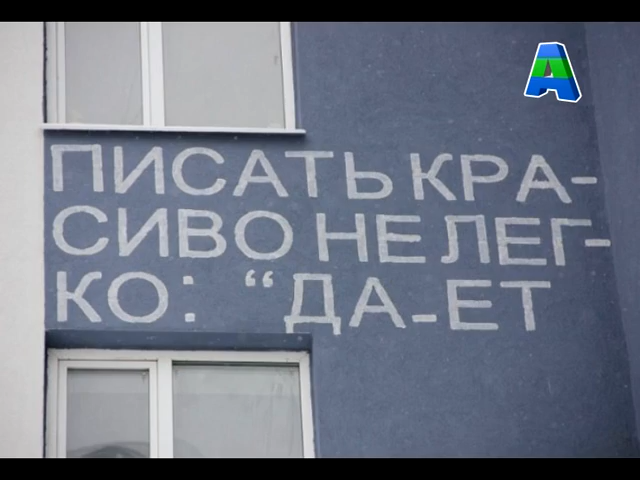 А
ПИСАТЬ КРА-
СИВО НЕ ЛЕГ-
КО: “ДА-ЕТ